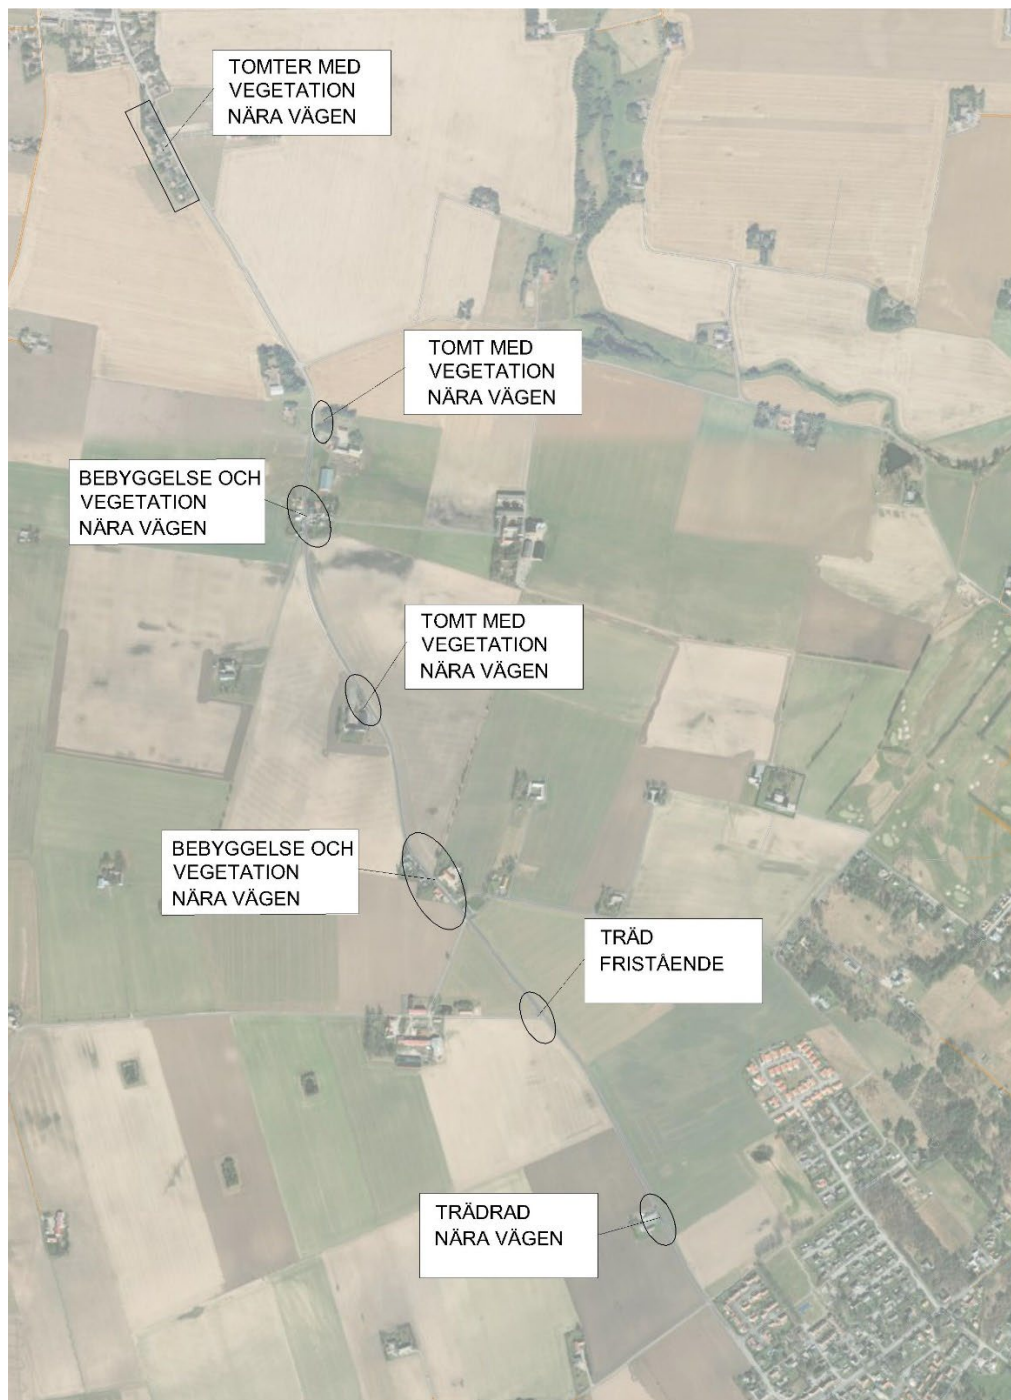 TOMTER MED
VEGETATION
NÄRA VÄGEN
TOMT MED
VEGETATION
NÄRA VÄGEN
BEBYGGELSE OCH
VEGETATION
NÄRA VÄGEN
TOMT MED
VEGETATION
NÄRA VÄGEN
BEBYGGELSE OCH
VEGETATION
NÄRA VÄGEN
TRÄD
FRISTÅENDE
TRÄDRAD
NÄRA VÄGEN